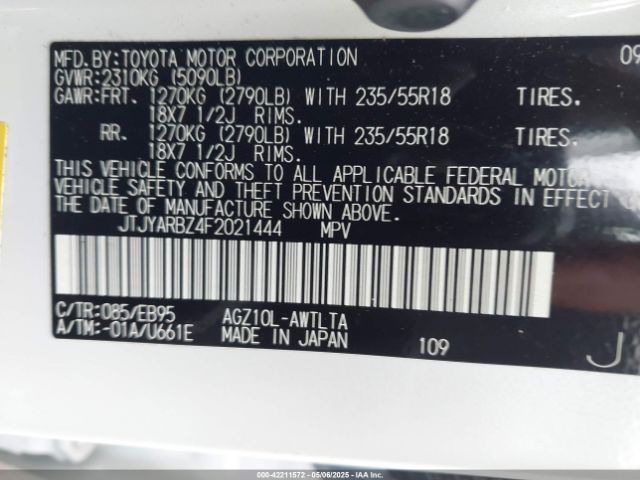 MFD.BY:TOYOTA MOTOR CORPORATION 09
GVWR:2310KG (5090LB)
GAWR:FRT. 1270KG (2790LB) WITH 235/55R18 TIRES.
18X7 1/2J RIMS.
RR. 1270KG (2790LB) WITH 235/55R18 TIRES.
18X7 1/2J RIMS.
THIS VEHICLE CONFORMS TO ALL APPLICABLE FEDERAL MOTOR
VEHICLE SAFETY AND THEFT PREVENTION STANDARDS IN EFFECT
THE DATE OF MANUFACTURE SHOWN ABOVE.
JTJYARBZ4F2021444 MPV
C/TR:085/EB95 AGZ10L-AWTLTA
A/TM:-01A/U661E MADE IN JAPAN 109 J
000-42211572 - 05/06/2025 - © IAA Holdings, LLC